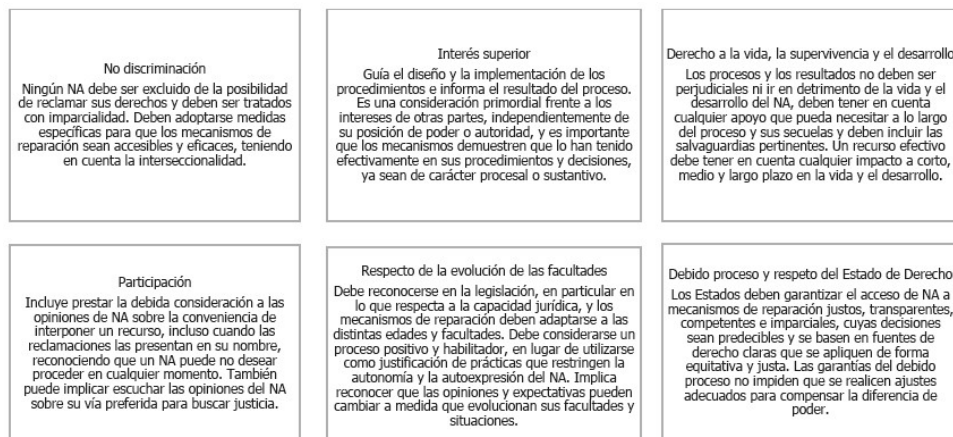 No discriminación
Ningún NA debe ser excluido de la posibilidad
de reclamar sus derechos y deben ser tratados
con imparcialidad. Deben adoptarse medidas
específicas para que los mecanismos de
reparación sean accesibles y eficaces, teniendo
en cuenta la interseccionalidad.
Interés superior
Guía el diseño y la implementación de los
procedimientos e informa el resultado del proceso.
Es una consideración primordial frente a los
intereses de otras partes, independientemente de
su posición de poder o autoridad, y es importante
que los mecanismos demuestren que lo han tenido
efectivamente en sus procedimientos y decisiones,
ya sean de carácter procesal o sustantivo.
Derecho a la vida, la supervivencia y el desarrollo
Los procesos y los resultados no deben ser
perjudiciales ni ir en detrimento de la vida y el
desarrollo del NA, deben tener en cuenta
cualquier apoyo que pueda necesitar a lo largo
del proceso y sus secuelas y deben incluir las
salvaguardias pertinentes. Un recurso efectivo
debe tener en cuenta cualquier impacto a corto,
medio y largo plazo en la vida y el desarrollo.
Participación
Incluye prestar la debida consideración a las
opiniones de NA sobre la conveniencia de
interponer un recurso, incluso cuando las
reclamaciones las presentan en su nombre,
reconociendo que un NA puede no desear
proceder en cualquier momento. También
puede implicar escuchar las opiniones del NA
sobre su vía preferida para buscar justicia.
Respecto de la evolución de las facultades
Debe reconocerse en la legislación, en particular en
lo que respecta a la capacidad jurídica, y los
mecanismos de reparación deben adaptarse a las
distintas edades y facultades. Debe considerarse un
proceso positivo y habilitador, en lugar de utilizarse
como justificación de prácticas que restringen la
autonomía y la autoexpresión del NA. Implica
reconocer que las opiniones y expectativas pueden
cambiar a medida que evolucionan sus facultades y
situaciones.
Debido proceso y respeto del Estado de Derecho
Los Estados deben garantizar el acceso de NA a
mecanismos de reparación justos, transparentes,
competentes e imparciales, cuyas decisiones
sean predecibles y se basen en fuentes de
derecho claras que se apliquen de forma
equitativa y justa. Las garantías del debido
proceso no impiden que se realicen ajustes
adecuados para compensar la diferencia de
poder.